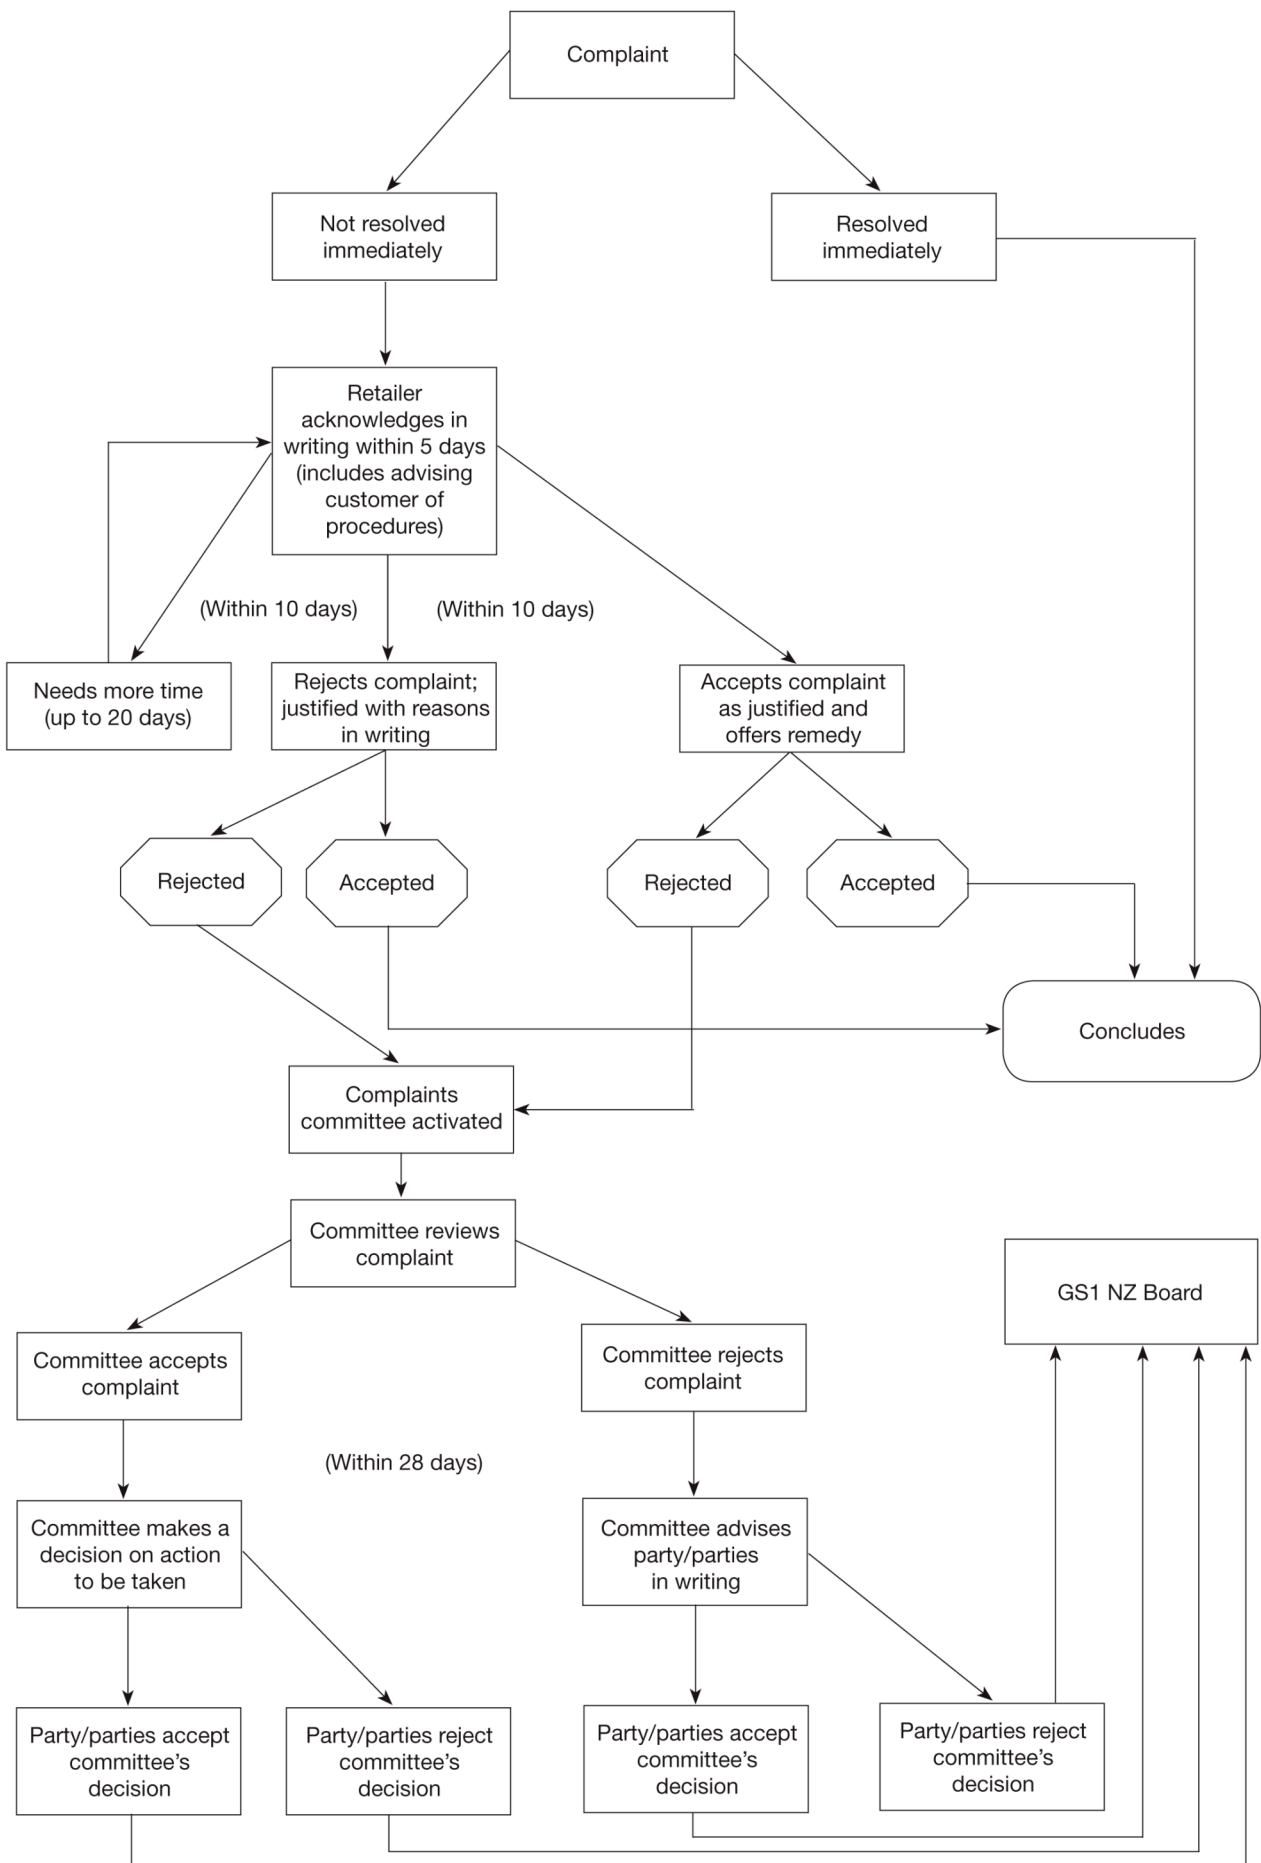 Complaint
Not resolved
immediately
Resolved
immediately
Retailer
acknowledges in
writing within 5 days
(includes advising
customer of
procedures)
(Within 10 days)
(Within 10 days)
Needs more time
(up to 20 days)
Rejects complaint;
justified with reasons
in writing
Accepts complaint
as justified and
offers remedy
Rejected
Accepted
Rejected
Accepted
Concludes
Complaints
committee activated
Committee reviews
complaint
GS1 NZ Board
Committee accepts
complaint
Committee rejects
complaint
(Within 28 days)
Committee makes a
decision on action
to be taken
Committee advises
party/parties
in writing
Party/parties accept
committee’s
decision
Party/parties reject
committee’s
decision
Party/parties accept
committee’s
decision
Party/parties reject
committee’s
decision